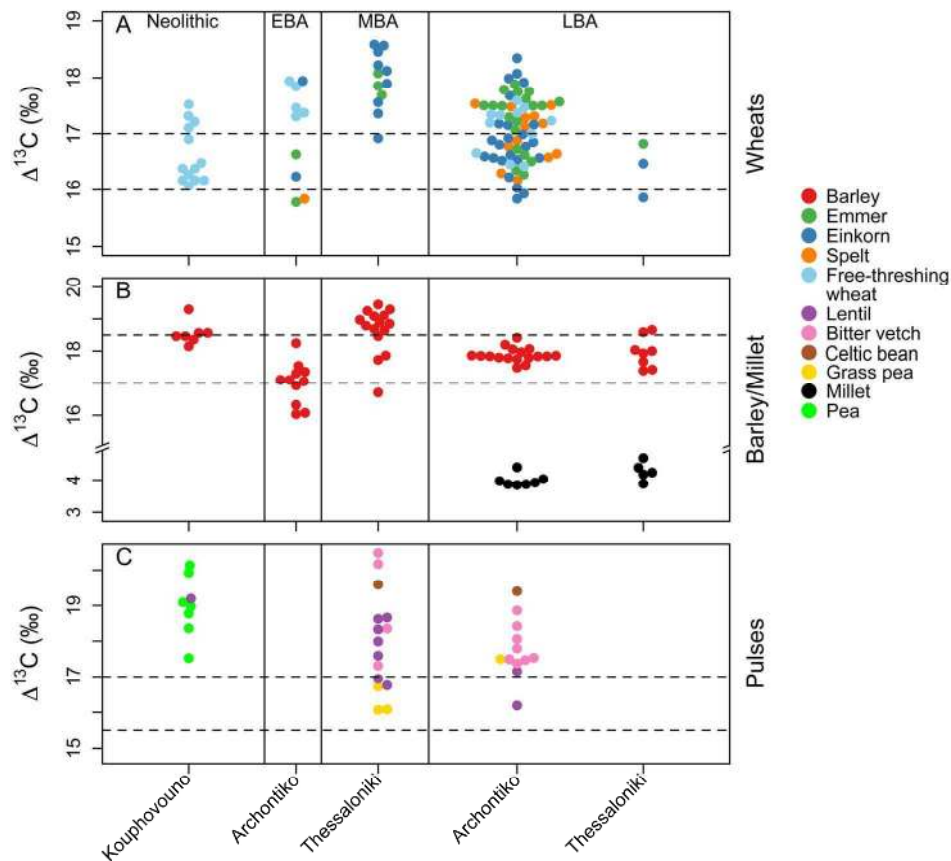 Neolithic EBA MBA LBA
A
19
18
17
16
15
Δ13C (‰)
Wheats
B
20
18
16
4
3
Δ13C (‰)
Barley/Millet
C
19
17
15
Δ13C (‰)
Pulses
Kouphovouno
Archontiko
Thessaloniki
Archontiko
Thessaloniki
Barley
Emmer
Einkorn
Spelt
Free-threshing
wheat
Lentil
Bitter vetch
Celtic bean
Grass pea
Millet
Pea